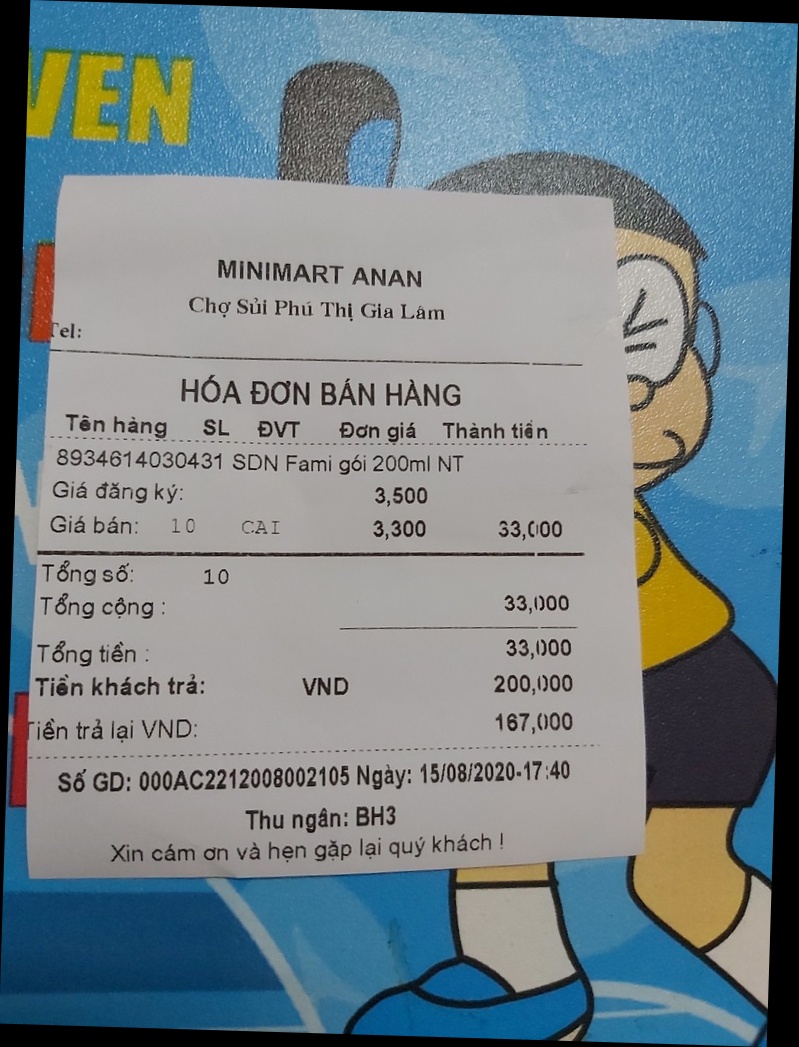 VEN
MINIMART ANAN
Chợ Sủi Phú Thị Gia Lâm
Tel:
HÓA ĐƠN BÁN HÀNG
Tên hàng SL ĐVT Đơn giá Thành tiền
8934614030431 SDN Fami gói 200ml NT
Giá đăng ký: 3,500
Giá bán: 10 CAI 3,300 33,000
Tổng số: 10
Tổng cộng : 33,000
Tổng tiền : 33,000
Tiền khách trả: VND 200,000
Tiền trả lại VND: 167,000
Số GD: 000AC2212008002105 Ngày: 15/08/2020-17:40
Thu ngân: BH3
Xin cám ơn và hẹn gặp lại quý khách !